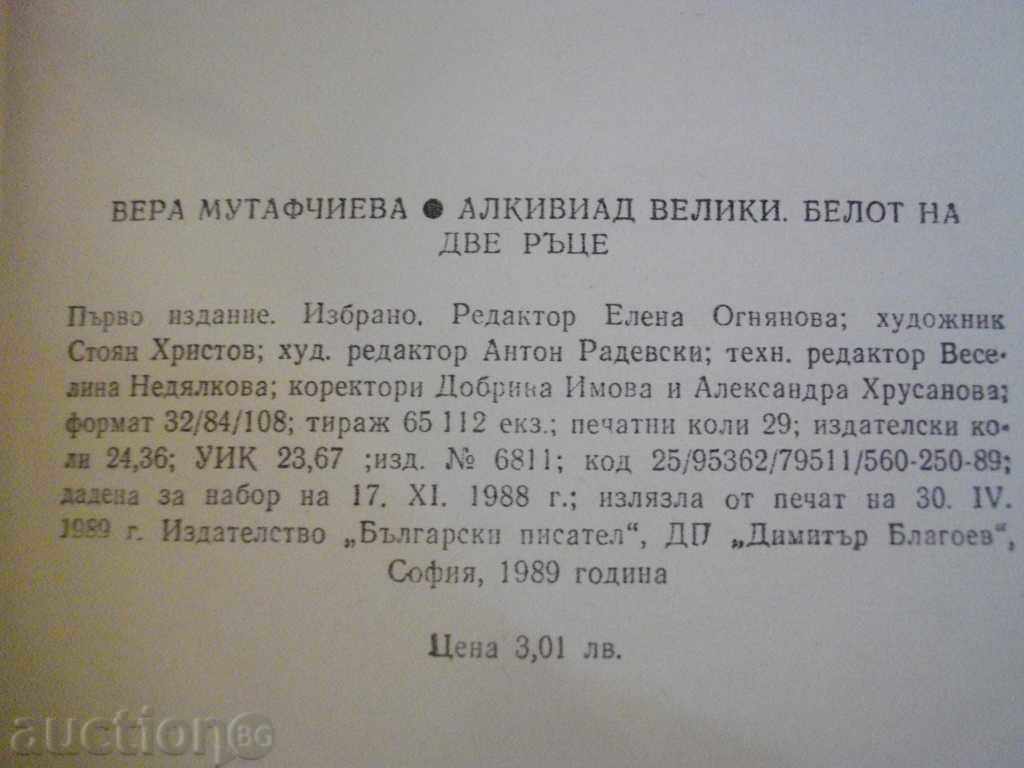 ВЕРА МУТАФЧИЕВА ● АЛКИВИАД ВЕЛИКИ. БЕЛОТ НА
ДВЕ РЪЦЕ
Първо издание. Избрано. Редактор Елена Огнянова; художник
Стоян Христов; худ. редактор Антон Радевски; техн. редактор Весе-
лина Недялкова; коректори Добрина Имова и Александра Хрусанова;
формат 32/84/108; тираж 65 112 екз.; печатни коли 29; издателски ко-
ли 24,36; УИК 23,67 ;изд. № 6811; код 25/95362/79511/560-250-89;
дадена за набор на 17. XI. 1988 г.; излязла от печат на 30. IV.
1989 г. Издателство „Български писател“, ДП „Димитър Благоев“,
София, 1989 година
Цена 3,01 лв.
auction BG